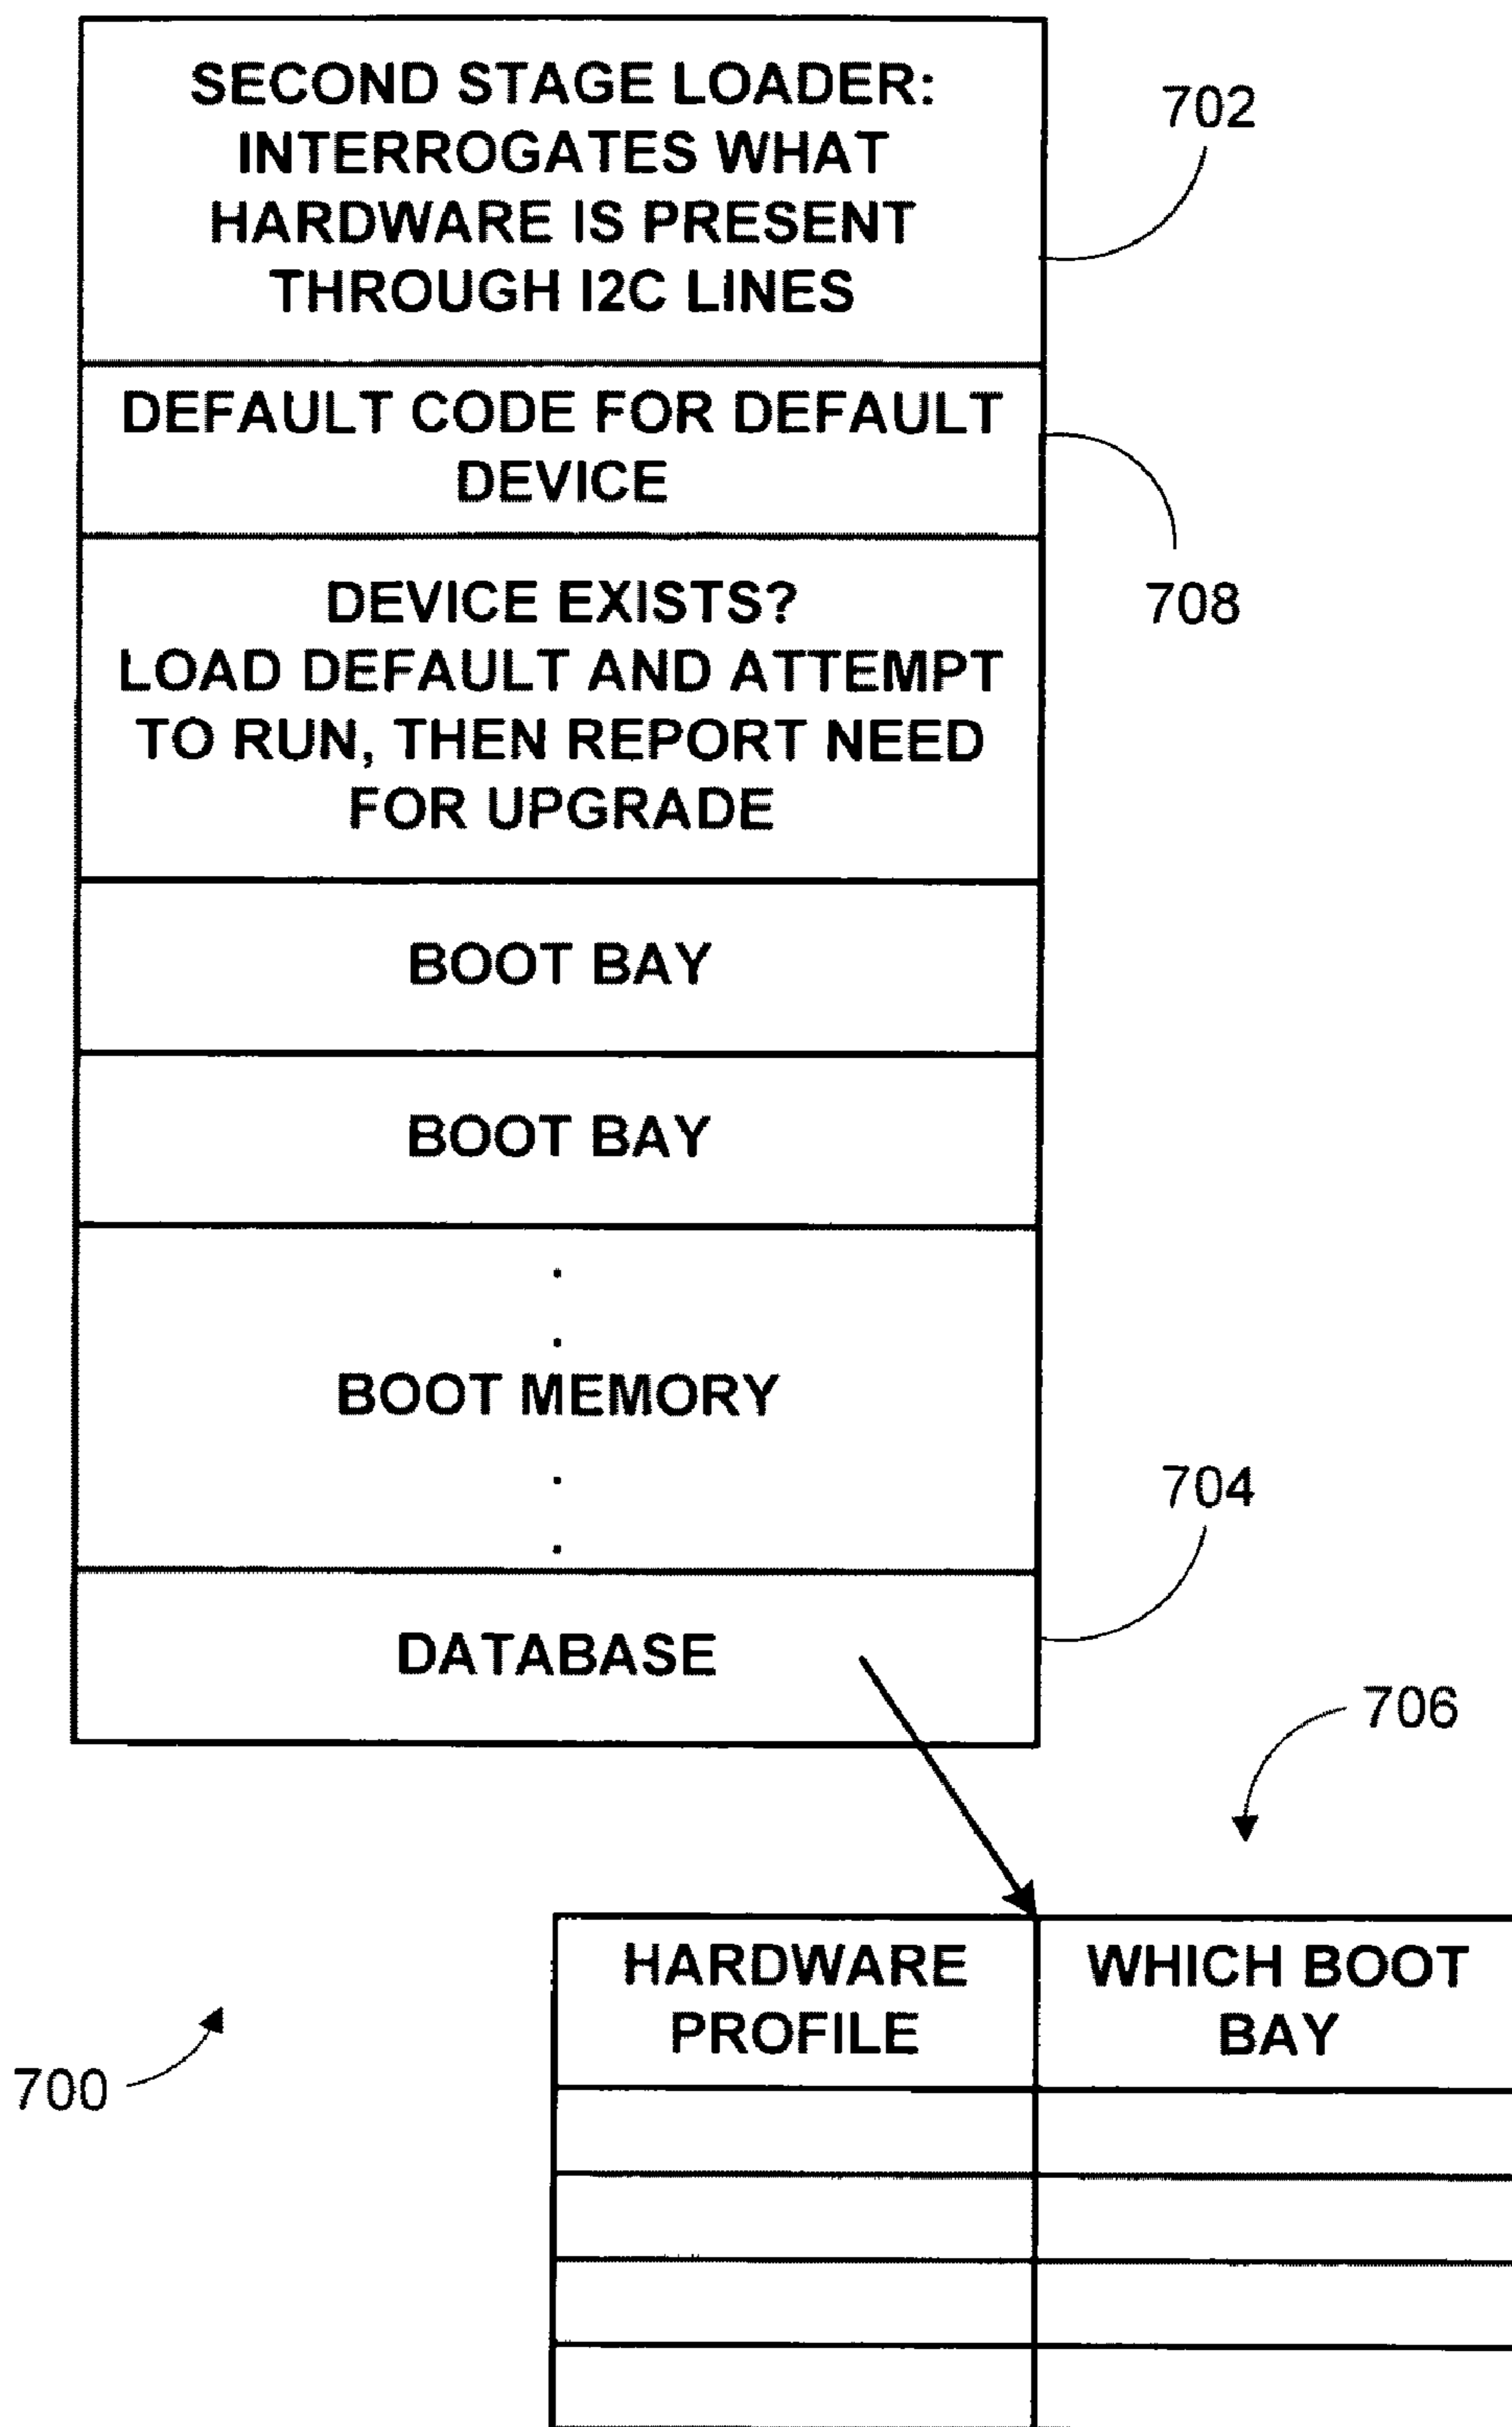 SECOND STAGE LOADER:
INTERROGATES WHAT
HARDWARE IS PRESENT
THROUGH I2C LINES
702
DEFAULT CODE FOR DEFAULT
DEVICE
708
DEVICE EXISTS?
LOAD DEFAULT AND ATTEMPT
TO RUN, THEN REPORT NEED
FOR UPGRADE
BOOT BAY
BOOT BAY
.
.
BOOT MEMORY
.
.
704
DATABASE
706
HARDWARE
PROFILE
WHICH BOOT
BAY
700